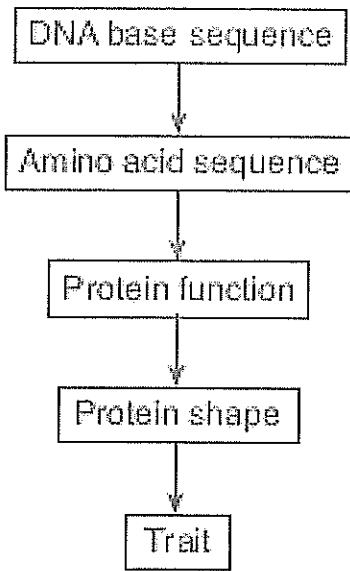 DNA base sequence
Amino acid sequence
Protein function
Protein shape
Trait